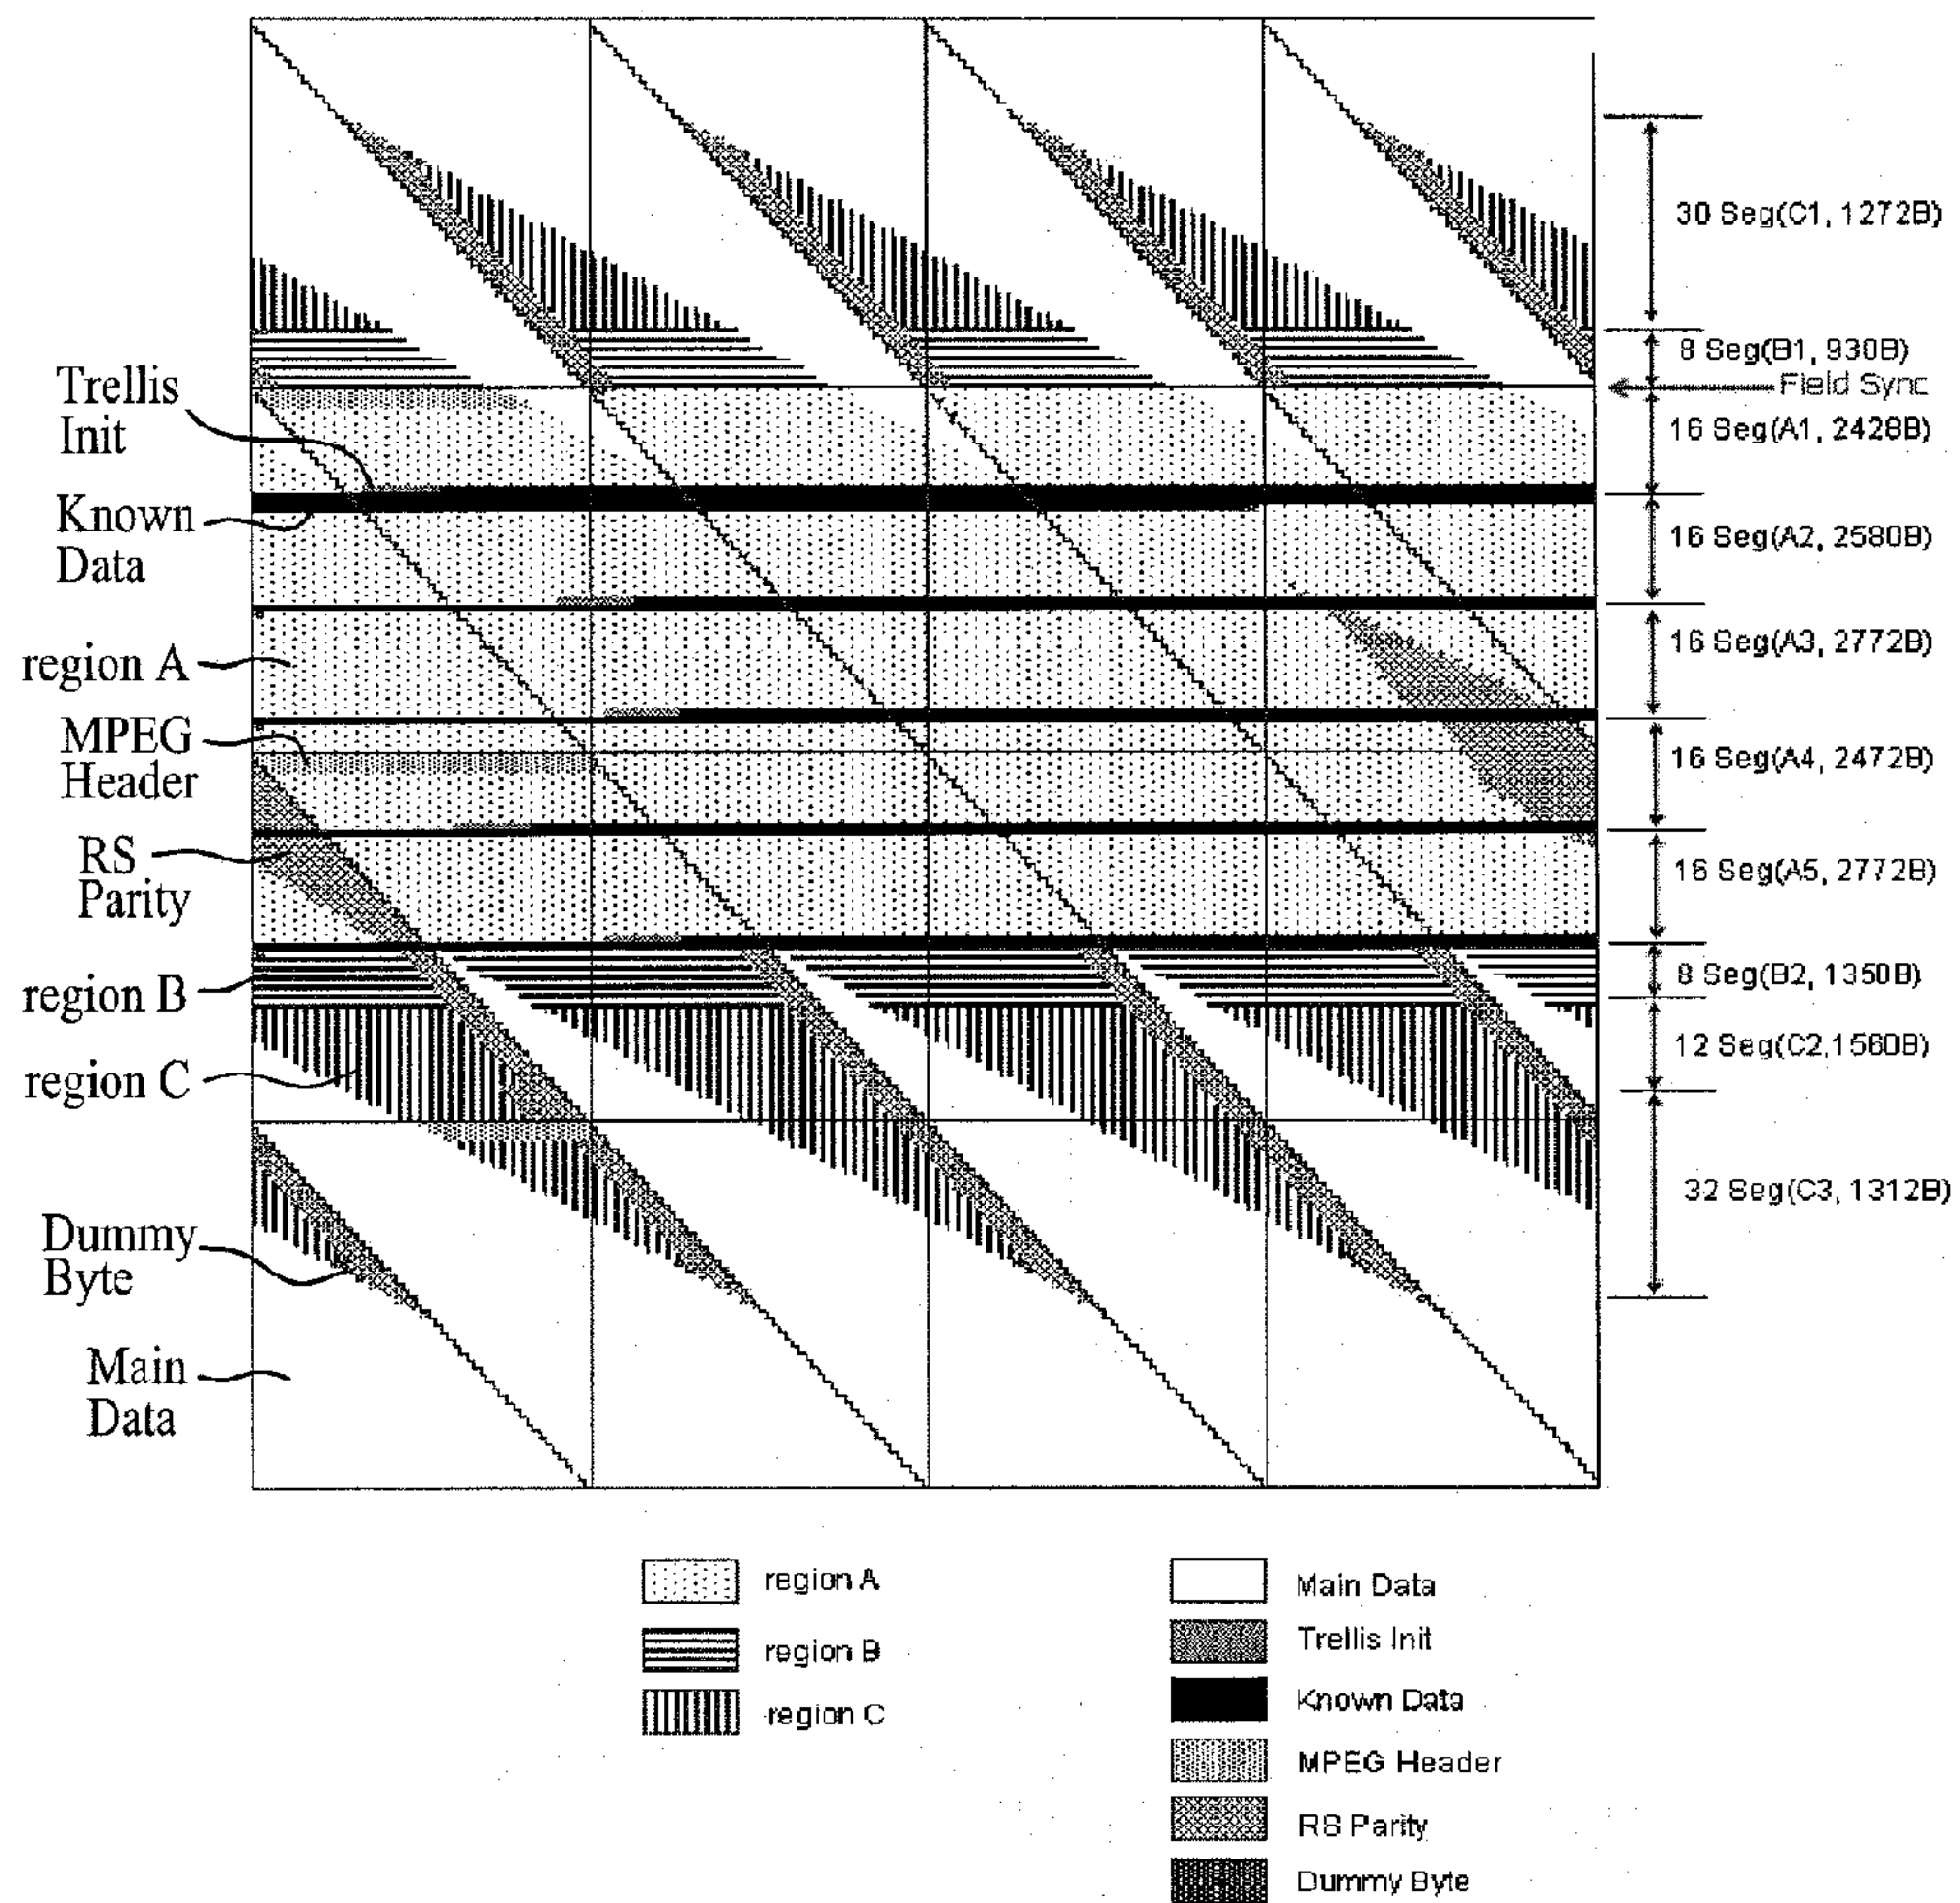 Trellis
Init
Known
Data
region A
MPEG
Header
RS
Parity
region B
region C
Dummy
Byte
Main
Data
30 Seg(C1, 1272B)
8 Seg(B1, 930B)
Field Sync
16 Seg(A1, 2428B)
16 Seg(A2, 2580B)
16 Seg(A3, 2772B)
16 Seg(A4, 2472B)
16 Seg(A5, 2772B)
8 Seg(B2, 1350B)
12 Seg(C2,1560B)
32 Seg(C3, 1312B)
region A
region B
region C
Main Data
Trellis Init
Known Data
MPEG Header
RS Parity
Dummy Byte